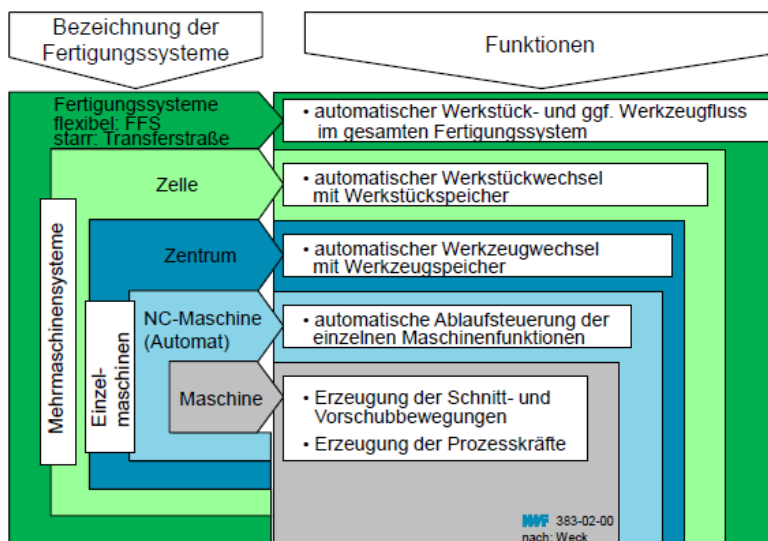 Bezeichnung der
Fertigungssysteme
Funktionen
Fertigungssysteme
flexibel: FFS
starr: Transferstraße
• automatischer Werkstück- und ggf. Werkzeugfluss
im gesamten Fertigungssystem
Zelle
• automatischer Werkstückwechsel
mit Werkstückspeicher
Zentrum
• automatischer Werkzeugwechsel
mit Werkzeugspeicher
NC-Maschine
(Automat)
• automatische Ablaufsteuerung der
einzelnen Maschinenfunktionen
Maschine
• Erzeugung der Schnitt- und
Vorschubbewegungen
• Erzeugung der Prozesskräfte
Mehrmaschinensysteme
Einzel-
maschinen
IWF 383-02-00
nach: Weck